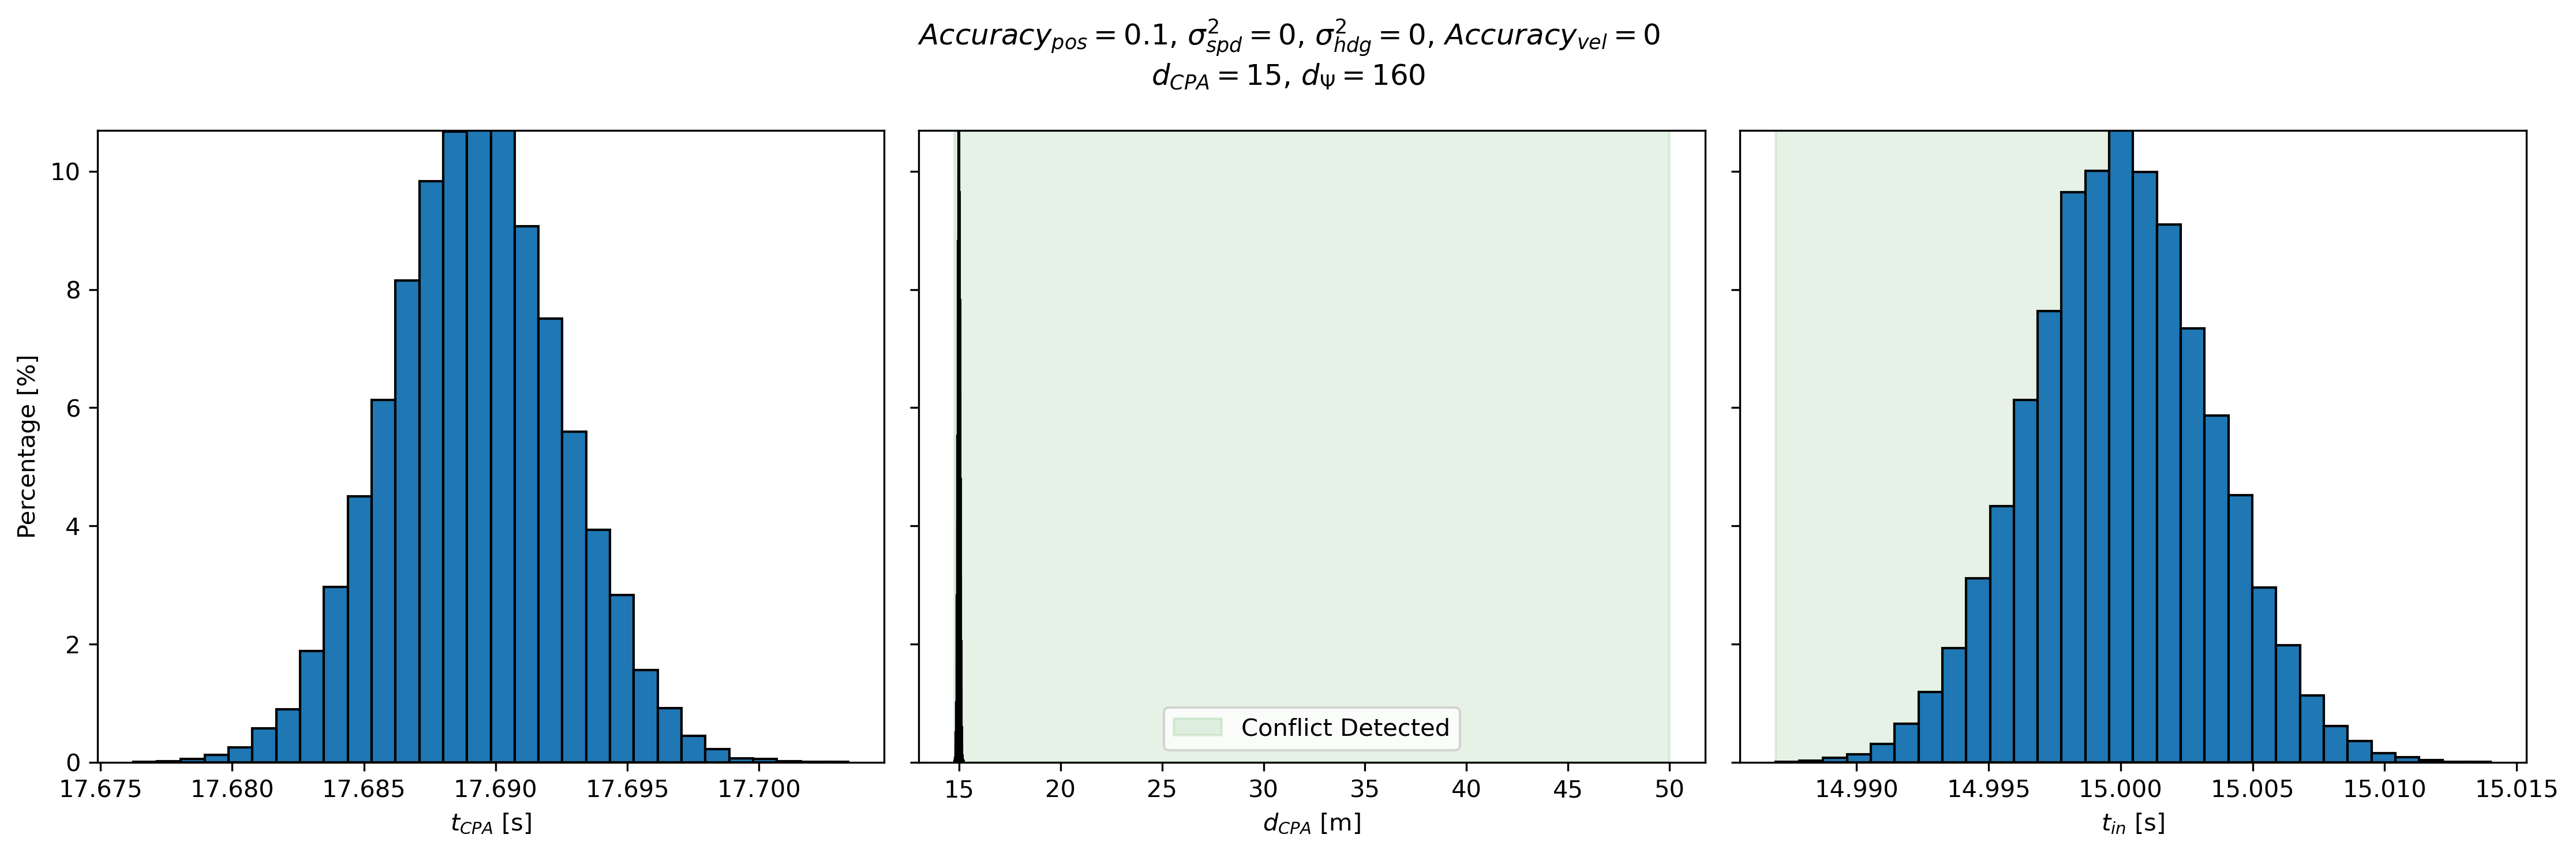 Accuracy_pos = 0.1, σ²_spd = 0, σ²_hdg = 0, Accuracy_vel = 0
d_CPA = 15, d_Ψ = 160
Percentage [%]
10
8
6
4
2
0
17.675 17.680 17.685 17.690 17.695 17.700
t_CPA [s]
Conflict Detected
15 20 25 30 35 40 45 50
d_CPA [m]
14.990 14.995 15.000 15.005 15.010 15.015
t_in [s]